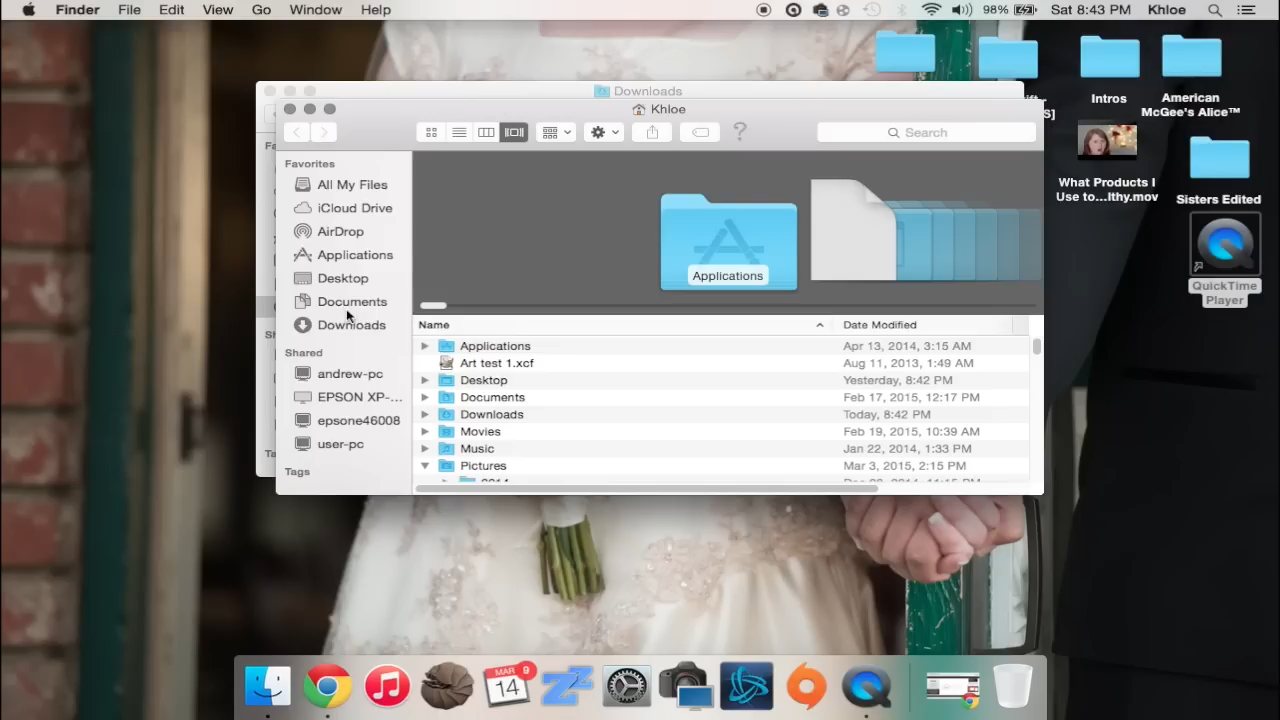 Finder File Edit View Go Window Help 98% Sat 8:43 PM Khloe
Downloads
Khloe
Search
Favorites
All My Files
iCloud Drive
AirDrop
Applications
Desktop
Documents
Downloads
Shared
andrew-pc
EPSON XP-...
epsone46008
user-pc
Tags
Applications
Name Date Modified
Applications Apr 13, 2014, 3:15 AM
Art test 1.xcf Aug 11, 2013, 1:49 AM
Desktop Yesterday, 8:42 PM
Documents Feb 17, 2015, 12:17 PM
Downloads Today, 8:42 PM
Movies Feb 19, 2015, 10:39 AM
Music Jan 22, 2014, 1:33 PM
Pictures Mar 3, 2015, 2:15 PM
Intros
American
McGee's Alice™
What Products I
Use to...lthy.mov
Sisters Edited
QuickTime
Player
MAR 9
14